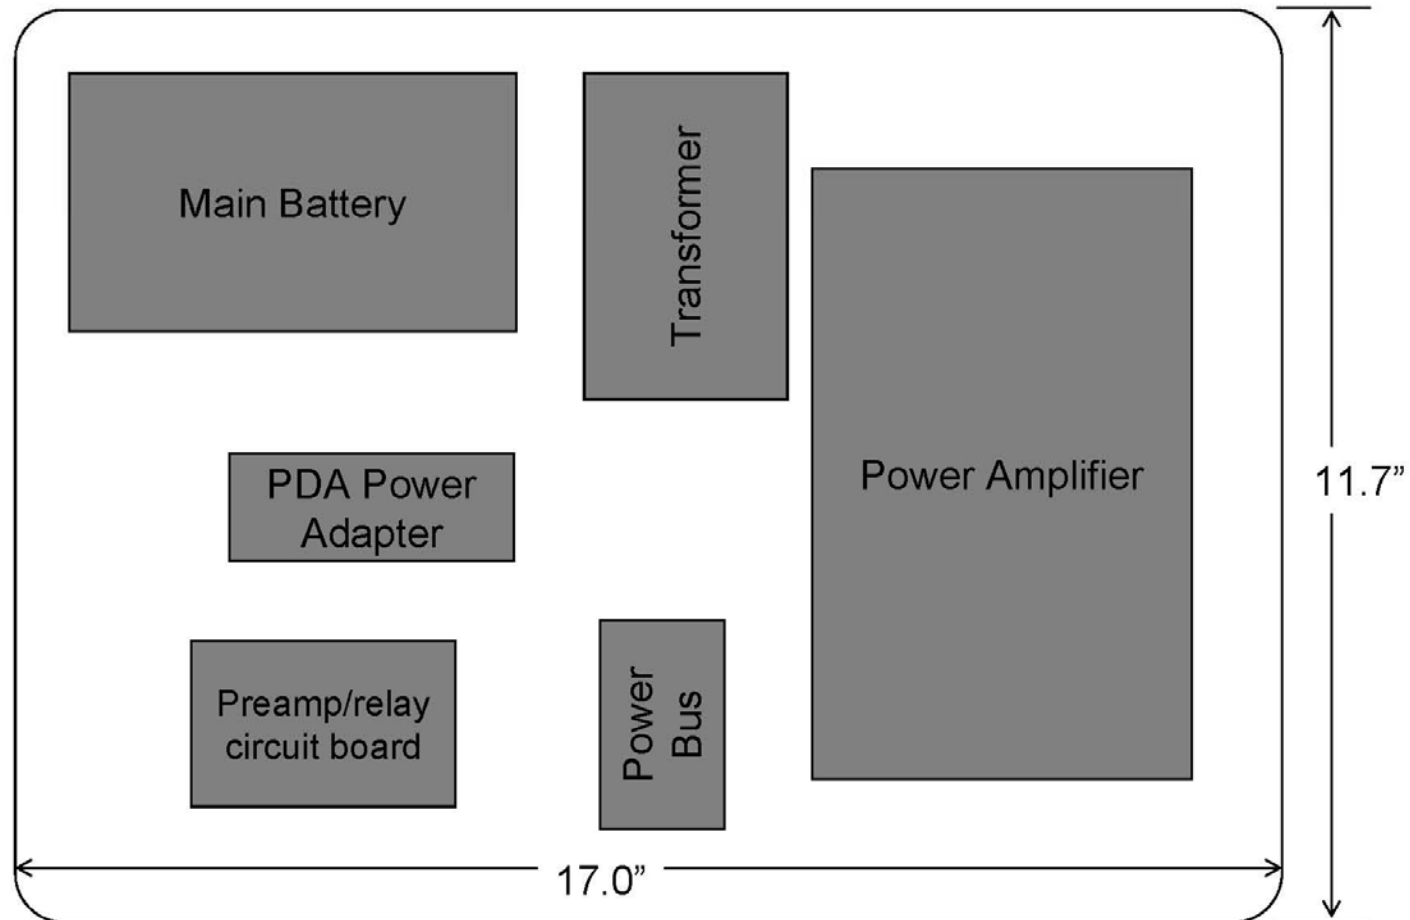 Main Battery
Transformer
Power Amplifier
11.7”
PDA Power
Adapter
Preamp/relay
circuit board
Power
Bus
17.0”